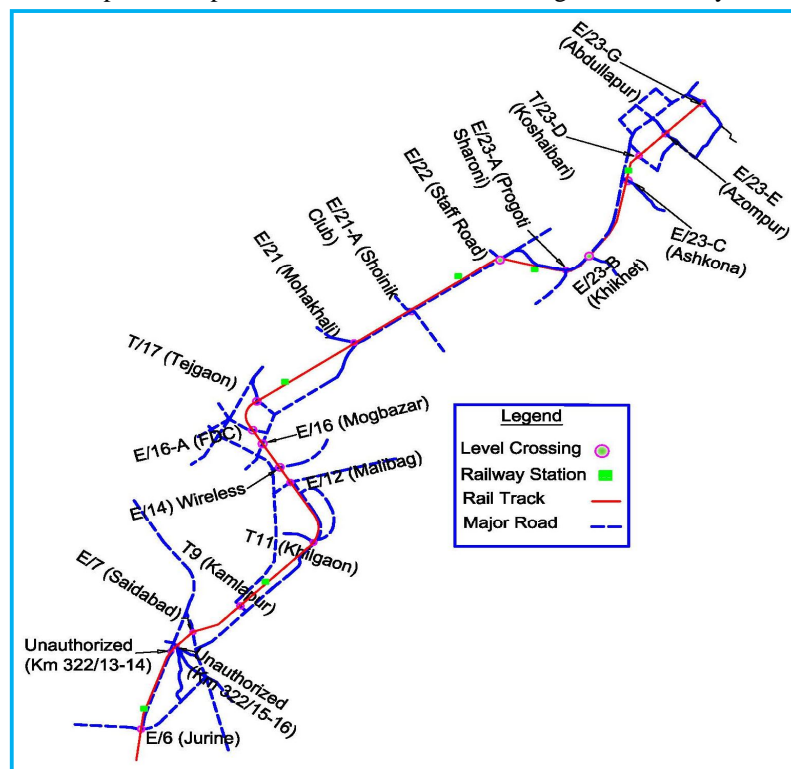 E/23-G
(Abdullapur)
T/23-D
(Koshaibari)
E/23-A (Progoti
Sharoni)
E/22 (Staff Road)
E/23-E
(Azompur)
E/23-C
(Ashkona)
E/23-B
(Khikhet)
E/21-A (Shoinik
Club)
E/21 (Mohakhali)
T/17 (Tejgaon)
E/16 (Mogbazar)
E/16-A (FDC)
E/12 (Malibag)
E(14) Wireless
T11 (Khilgaon)
T9 (Kamlapur)
E/7 (Saidabad)
Unauthorized
(Km 322/13-14)
Unauthorized
(Km 322/15-16)
E/6 (Jurine)
Legend
Level Crossing
Railway Station
Rail Track
Major Road